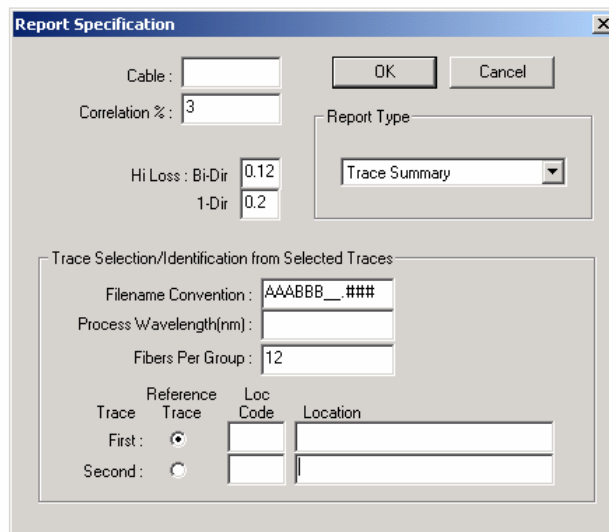 Report Specification
Cable :
OK
Cancel
Correlation % : 3
Report Type
Hi Loss : Bi-Dir 0.12
Trace Summary
1-Dir 0.2
Trace Selection/Identification from Selected Traces
Filename Convention : AAABBB__.###
Process Wavelength(nm) :
Fibers Per Group : 12
Trace Reference Trace Loc Code Location
First :
Second :